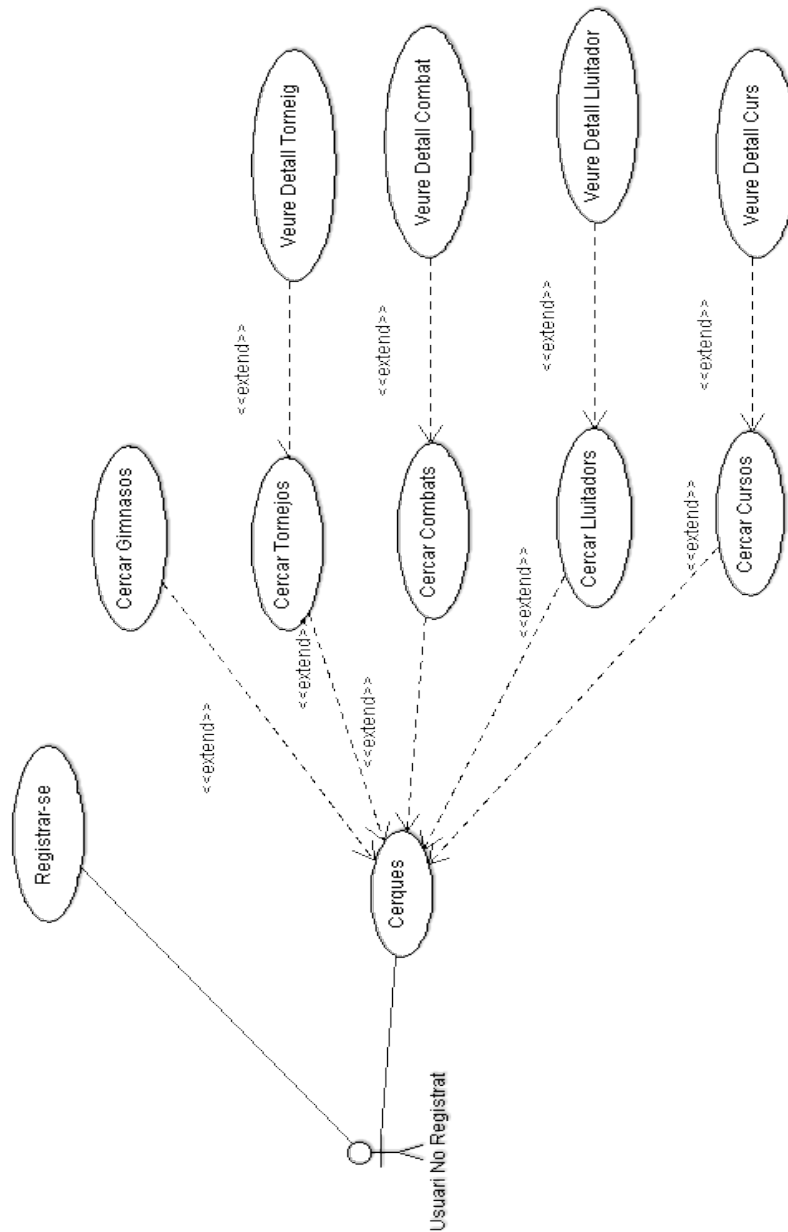 Registrar-se
Cercar Gimnasos
Veure Detall Torneig
<<extend>>
Cercar Tornejos
<<extend>>
<<extend>>
<<extend>>
Veure Detall Combat
<<extend>>
Cercar Combats
Cerques
Usuari No Registrat
Veure Detall Lluitador
<<extend>>
Cercar Lluitadors
<<extend>>
Veure Detall Curs
<<extend>>
Cercar Cursos
<<extend>>